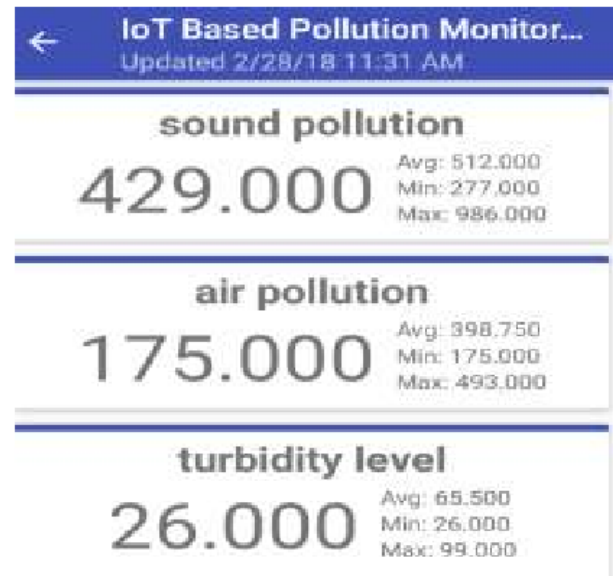 IoT Based Pollution Monitor...
Updated 2/28/18 11:31 AM
sound pollution
429.000
Avg: 512.000
Min: 277.000
Max: 986.000
air pollution
175.000
Avg: 398.750
Min: 175.000
Max: 493.000
turbidity level
26.000
Avg: 65.500
Min: 26.000
Max: 99.000